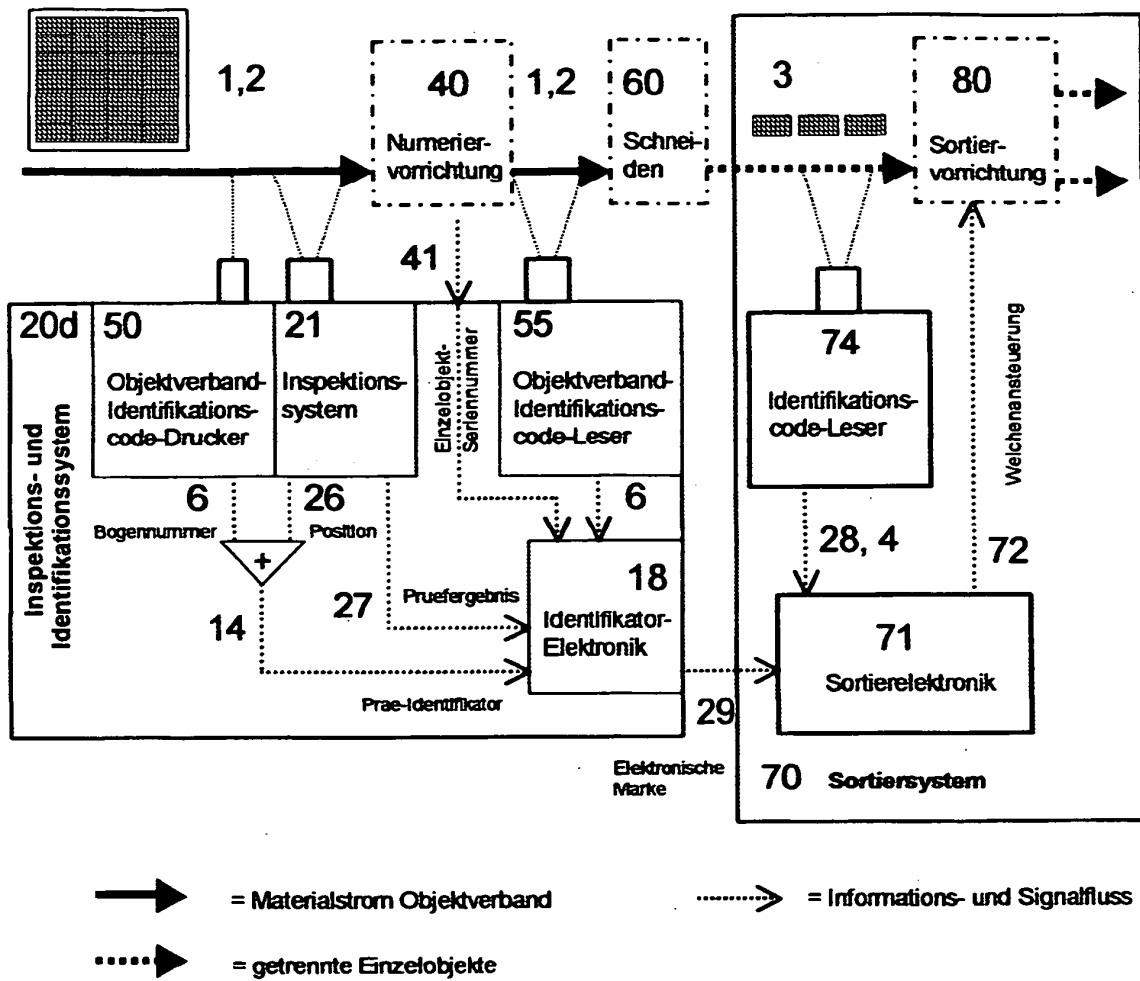 1,2
40
Numerier-
vorrichtung
1,2
60
Schnei-
den
3
80
Sortier-
vorrichtung
41
20d
Inspektions- und
Identifikationssystem
50
Objektverband-
Identifikations-
code-Drucker
21
Inspektions-
system
Einzelobjekt-
Seriennummer
55
Objektverband-
Identifikations-
code-Leser
74
Identifikations-
code-Leser
Weichenansteuerung
6
Bogennummer
26
Position
+
6
28, 4
72
14
27
Pruefergebnis
18
Identifikator-
Elektronik
71
Sortierelektronik
Prae-Identifikator
29
Elektronische
Marke
70 Sortiersystem
= Materialstrom Objektverband
= Informations- und Signalfluss
= getrennte Einzelobjekte